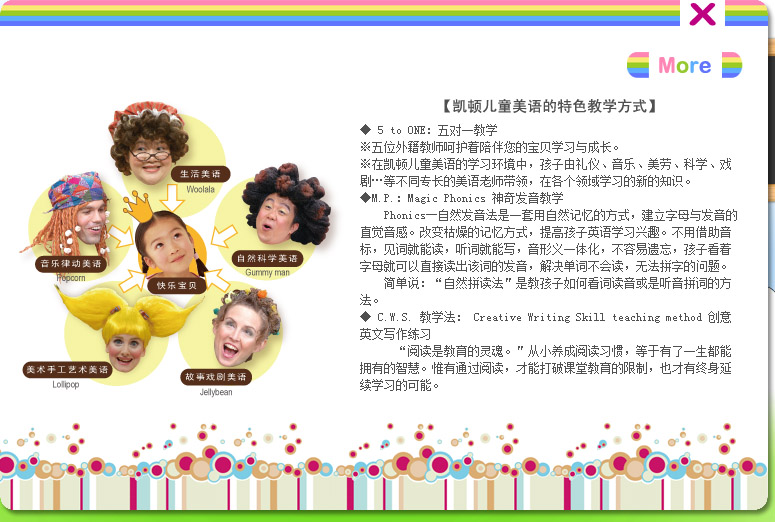 More
【凯顿儿童美语的特色教学方式】
◆ 5 to ONE: 五对一教学
※五位外籍教师呵护着陪伴您的宝贝学习与成长。
※在凯顿儿童美语的学习环境中，孩子由礼仪、音乐、美劳、科学、戏
剧…等不同专长的美语老师带领，在各个领域学习的新的知识。
◆M.P.: Magic Phonics 神奇发音教学
Phonics—自然发音法是一套用自然记忆的方式，建立字母与发音的
直觉音感。改变枯燥的记忆方式，提高孩子英语学习兴趣。不用借助音
标，见词就能读，听词就能写，音形义一体化，不容易遗忘，孩子看着
字母就可以直接读出该词的发音，解决单词不会读，无法拼字的问题。
简单说：“自然拼读法”是教孩子如何看词读音或是听音拼词的方
法。
◆ C.W.S. 教学法: Creative Writing Skill teaching method 创意
英文写作练习
“阅读是教育的灵魂。”从小养成阅读习惯，等于有了一生都能
拥有的智慧。惟有通过阅读，才能打破课堂教育的限制，也才有终身延
续学习的可能。
生活美语
Woolala
音乐律动美语
Popcorn
自然科学美语
Gummy man
快乐宝贝
美术手工艺术美语
Lollipop
故事戏剧美语
Jellybean